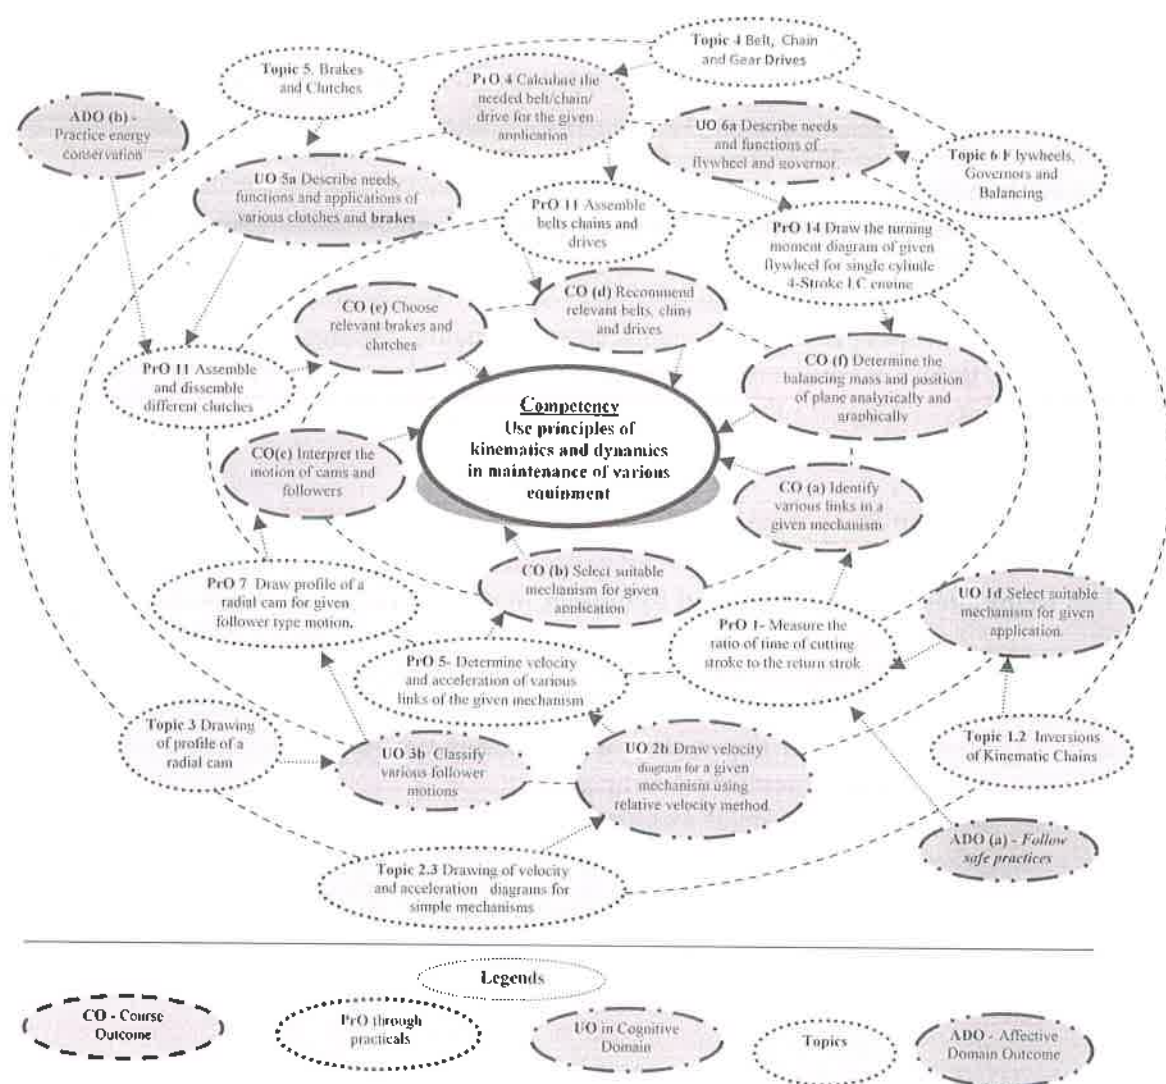 Topic 4 Belt, Chain
and Gear Drives
Topic 5. Brakes
and Clutches
PrO 4 Calculate the
needed belt/chain/
drive for the given
application
ADO (b) -
Practice energy
conservation
UO 6a Describe needs
and functions of
flywheel and governor.
Topic 6 F lywheels,
Governors and
Balancing
UO 5a Describe needs,
functions and applications of
various clutches and brakes
PrO 11 Assemble
belts chains and
drives
PrO 14 Draw the turning
moment diagram of given
flywheel for single cylinde
4-Stroke I.C engine
CO (e) Choose
relevant brakes and
clutches
CO (d) Recommend
relevant belts, chins
and drives
PrO 11 Assemble
and dissemble
different clutches
CO (f) Determine the
balancing mass and position
of plane analytically and
graphically
Competency
Use principles of
kinematics and dynamics
in maintenance of various
equipment
CO(c) Interpret the
motion of cams and
followers
CO (a) Identify
various links in a
given mechanism
CO (b) Select suitable
mechanism for given
application
PrO 7 Draw profile of a
radial cam for given
follower type motion.
UO 1d Select suitable
mechanism for given
application.
PrO 1- Measure the
ratio of time of cutting
stroke to the return strok
PrO 5- Determine velocity
and acceleration of various
links of the given mechanism
Topic 3 Drawing
of profile of a
radial cam
UO 3b Classify
various follower
motions
UO 2b Draw velocity
diagram for a given
mechanism using
relative velocity method.
Topic 1.2 Inversions
of Kinematic Chains
ADO (a) - Follow
safe practices
Topic 2.3 Drawing of velocity
and acceleration diagrams for
simple mechanisms
Legends
CO - Course
Outcome
PrO through
practicals
UO in Cognitive
Domain
Topics
ADO - Affective
Domain Outcome